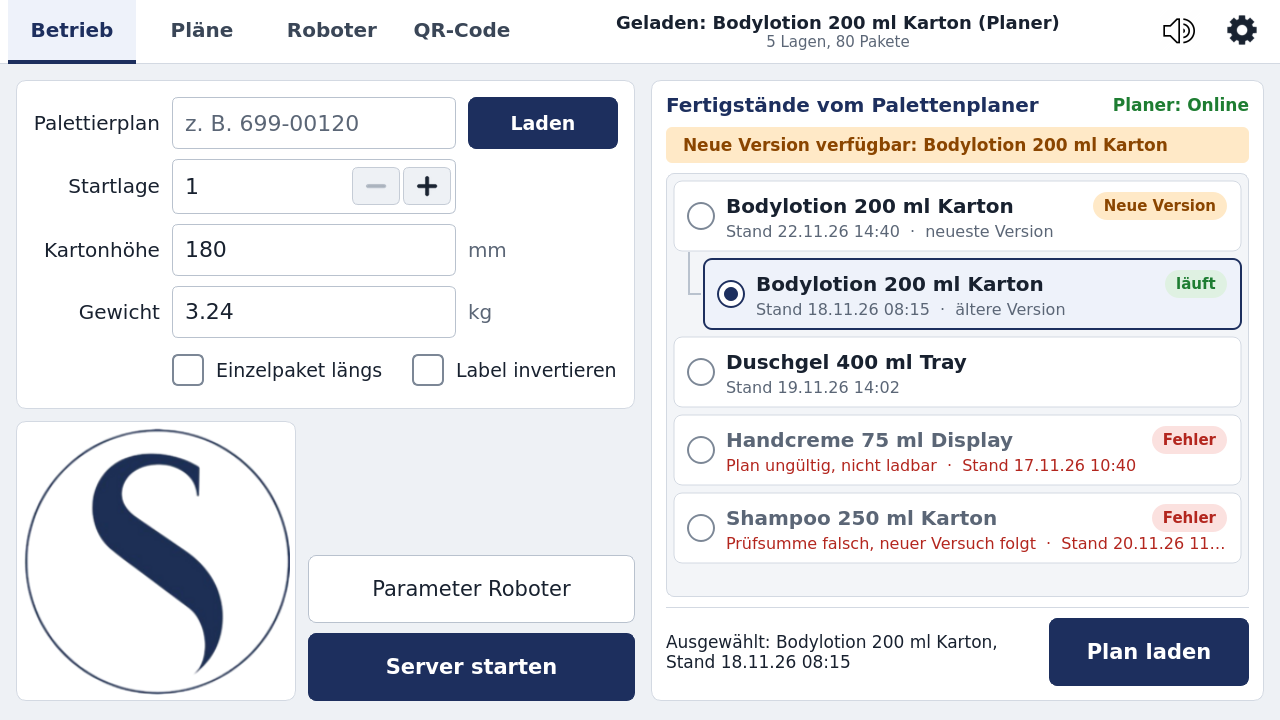 Betrieb
Pläne
Roboter
QR-Code
Geladen: Bodylotion 200 ml Karton (Planer)
5 Lagen, 80 Pakete
Palettierplan
z. B. 699-00120
Laden
Startlage
1
Kartonhöhe
180
mm
Gewicht
3.24
kg
Einzelpaket längs
Label invertieren
S
Parameter Roboter
Server starten
Fertigstände vom Palettenplaner
Planer: Online
Neue Version verfügbar: Bodylotion 200 ml Karton
Bodylotion 200 ml Karton
Neue Version
Stand 22.11.26 14:40 · neueste Version
Bodylotion 200 ml Karton
läuft
Stand 18.11.26 08:15 · ältere Version
Duschgel 400 ml Tray
Stand 19.11.26 14:02
Handcreme 75 ml Display
Fehler
Plan ungültig, nicht ladbar · Stand 17.11.26 10:40
Shampoo 250 ml Karton
Fehler
Prüfsumme falsch, neuer Versuch folgt · Stand 20.11.26 11…
Ausgewählt: Bodylotion 200 ml Karton,
Stand 18.11.26 08:15
Plan laden